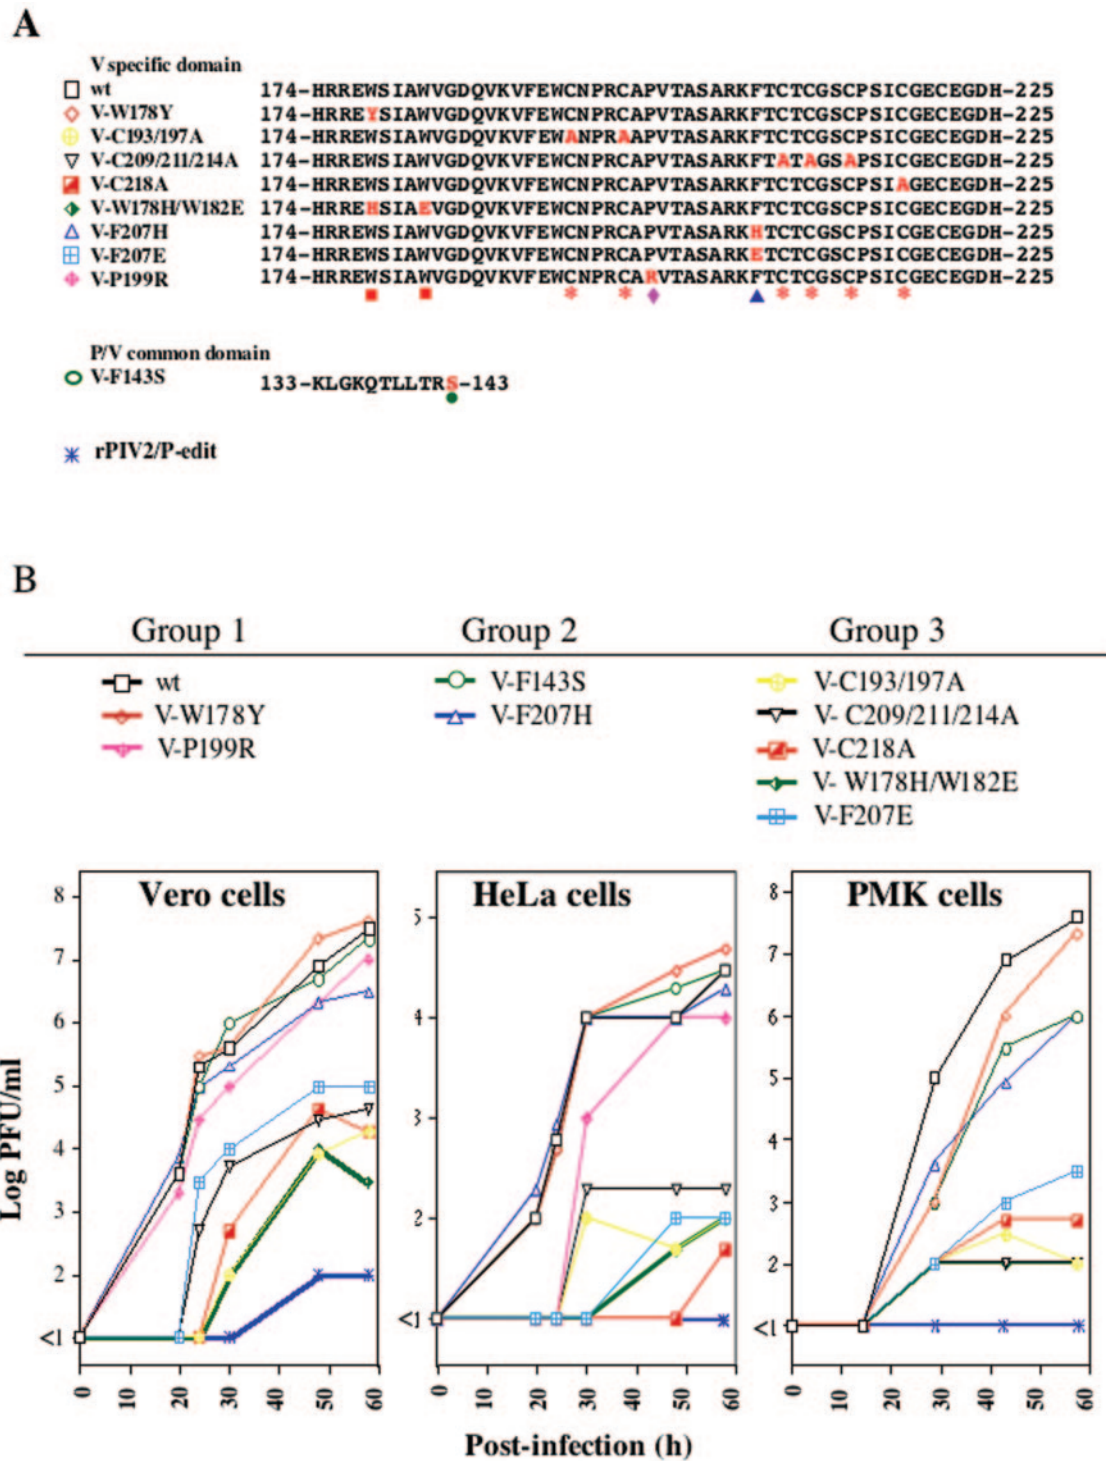 A
V specific domain
wt 174-HRREWSIAWVGDQVKVFEWCNPRCAPVTASARKFTCTCGSCPSICGECEGDH-225
V-W178Y 174-HRREYSIAWVGDQVKVFEWCNPRCAPVTASARKFTCTCGSCPSICGECEGDH-225
V-C193/197A 174-HRREWSIAWVGDQVKVFEWANPRAAPVTASARKFTCTCGSCPSICGECEGDH-225
V-C209/211/214A 174-HRREWSIAWVGDQVKVFEWCNPRCAPVTASARKFTATAGSAPSICGECEGDH-225
V-C218A 174-HRREWSIAWVGDQVKVFEWCNPRCAPVTASARKFTCTCGSCPSIAGECEGDH-225
V-W178H/W182E 174-HRREHSIAEVGDQVKVFEWCNPRCAPVTASARKFTCTCGSCPSICGECEGDH-225
V-F207H 174-HRREWSIAWVGDQVKVFEWCNPRCAPVTASARKHTCTCGSCPSICGECEGDH-225
V-F207E 174-HRREWSIAWVGDQVKVFEWCNPRCAPVTASARKETCTCGSCPSICGECEGDH-225
V-P199R 174-HRREWSIAWVGDQVKVFEWCNPRCARVTASARKFTCTCGSCPSICGECEGDH-225
P/V common domain
V-F143S 133-KLGKQTLLTRS-143
rPIV2/P-edit
B
Group 1 Group 2 Group 3
wt V-F143S V-C193/197A
V-W178Y V-F207H V- C209/211/214A
V-P199R V-C218A
V- W178H/W182E
V-F207E
Log PFU/ml
Vero cells
8
7
6
5
4
3
2
<1
0 10 20 30 40 50 60
HeLa cells
5
4
3
2
<1
0 10 20 30 40 50 60
PMK cells
8
7
6
5
4
3
2
<1
0 10 20 30 40 50 60
Post-infection (h)